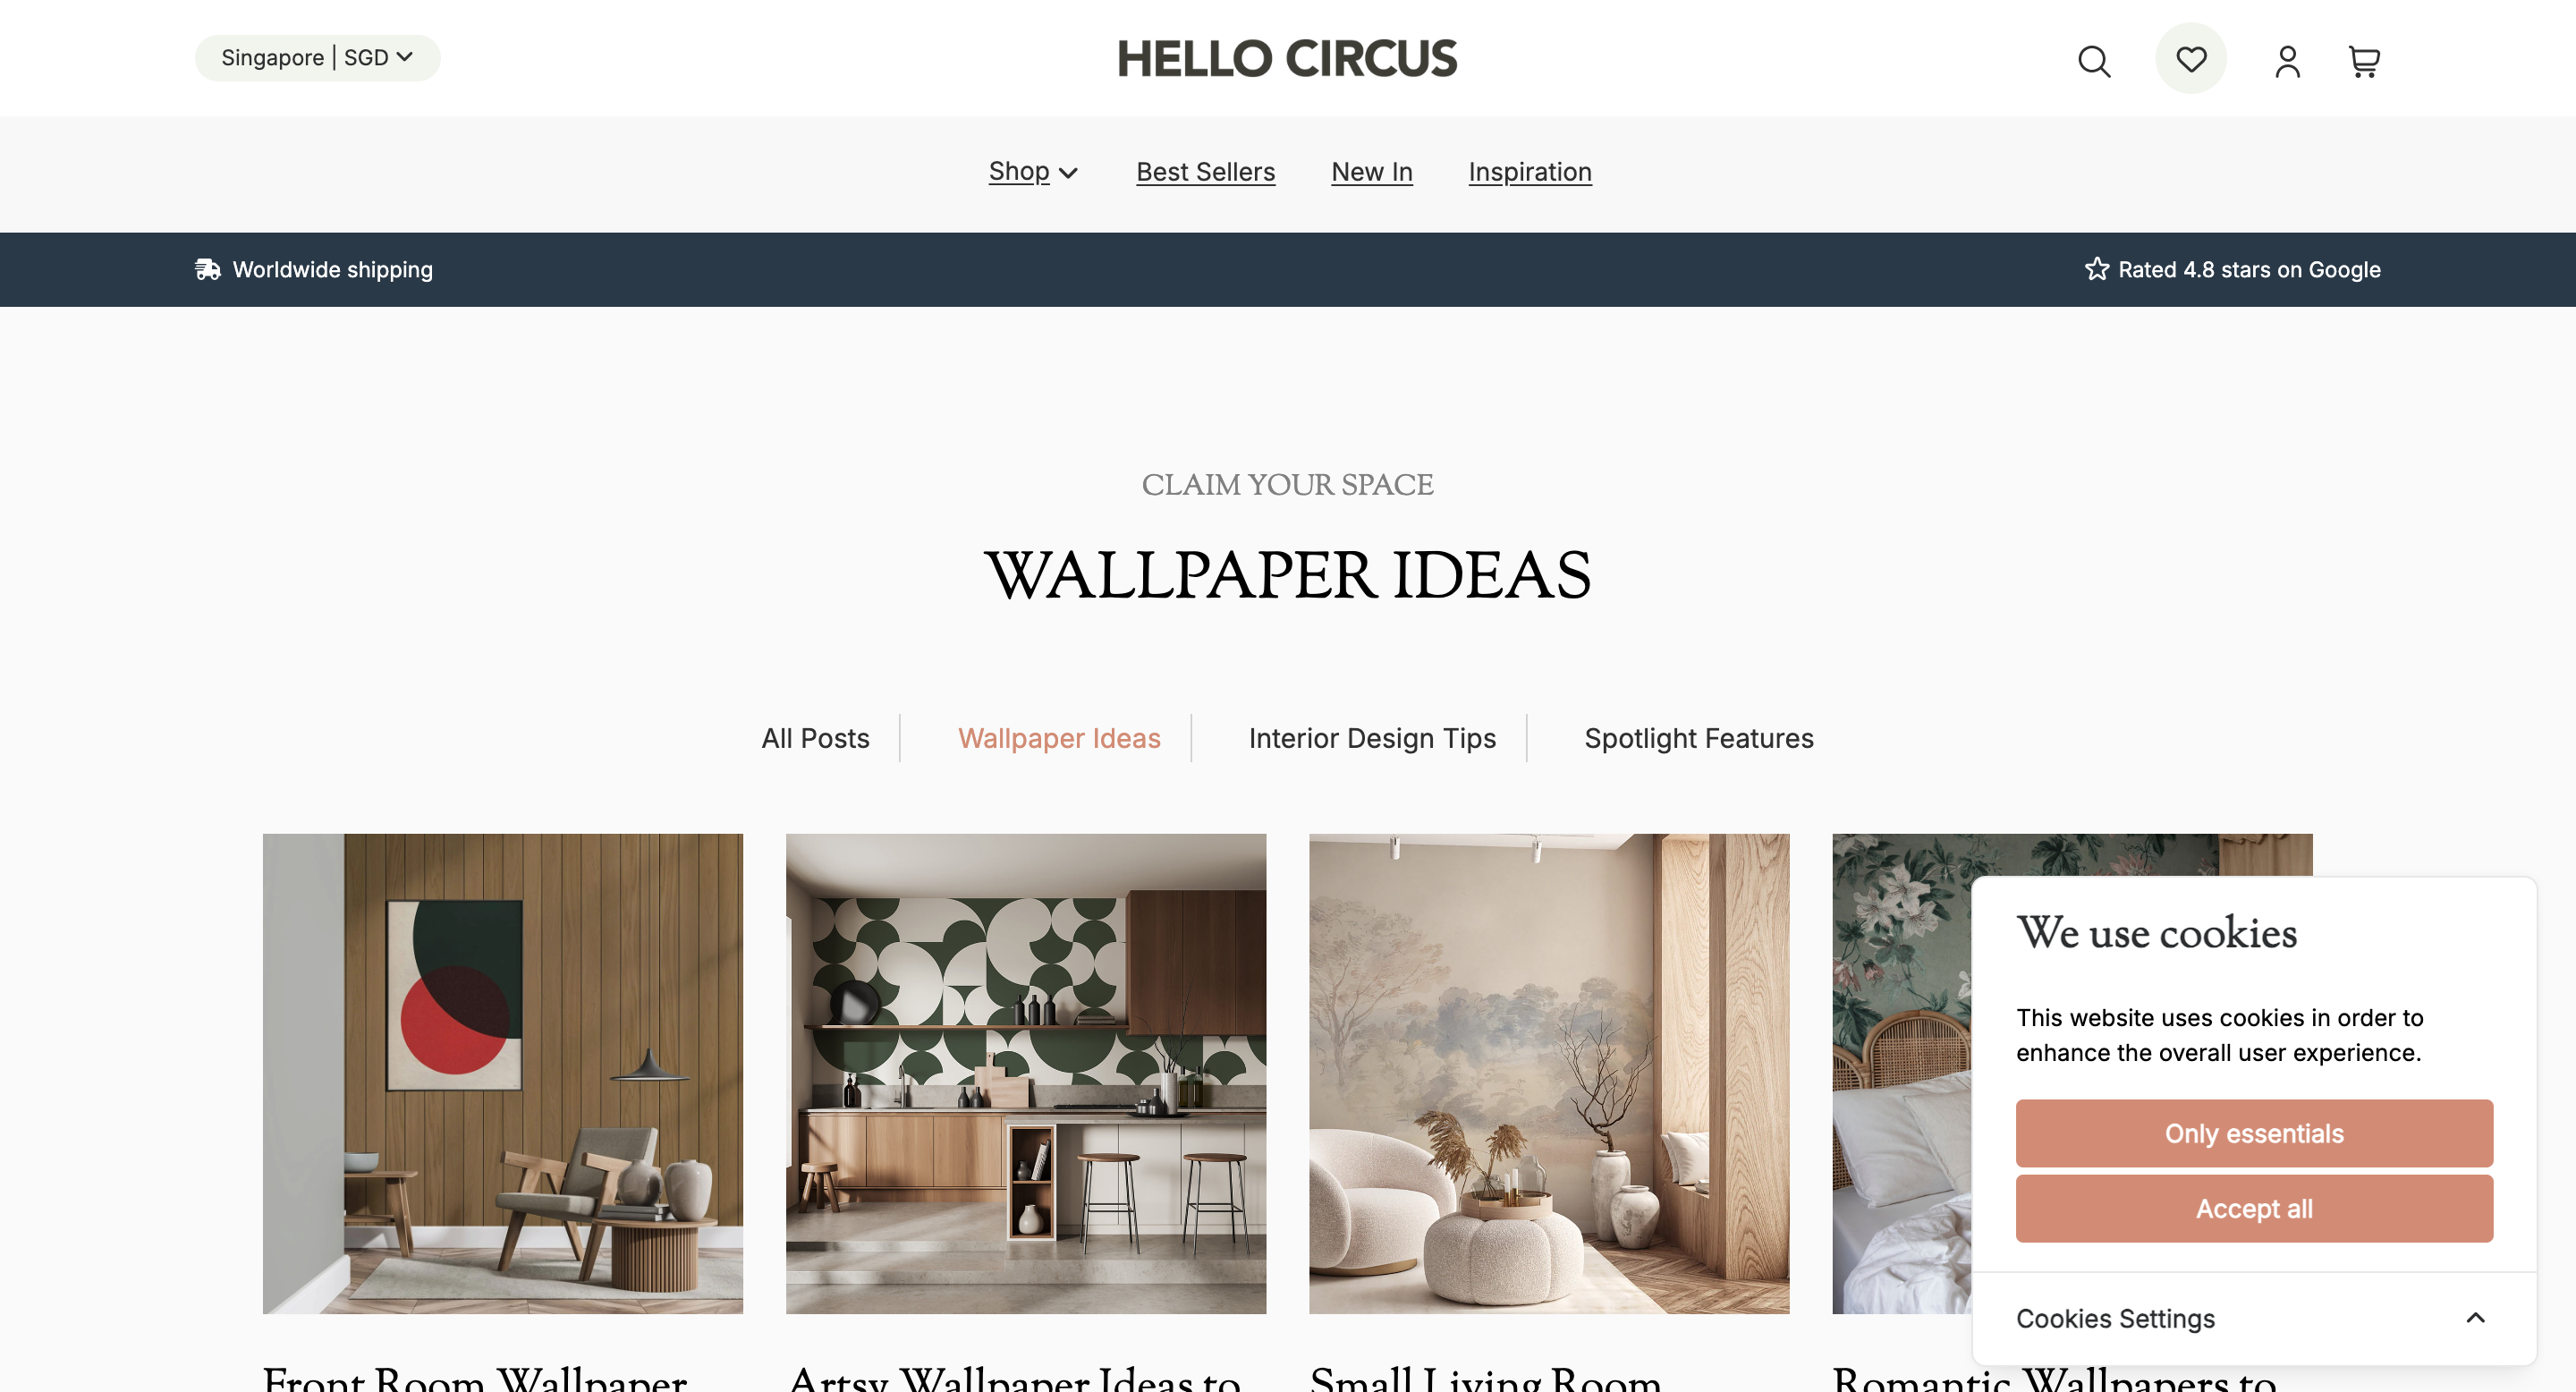 Singapore | SGD
HELLO CIRCUS
Shop
Best Sellers
New In
Inspiration
Worldwide shipping
Rated 4.8 stars on Google
CLAIM YOUR SPACE
WALLPAPER IDEAS
All Posts
Wallpaper Ideas
Interior Design Tips
Spotlight Features
Front Room Wallpaper
Artsy Wallpaper Ideas to
Small Living Room
Romantic Wallpapers to
We use cookies
This website uses cookies in order to
enhance the overall user experience.
Only essentials
Accept all
Cookies Settings